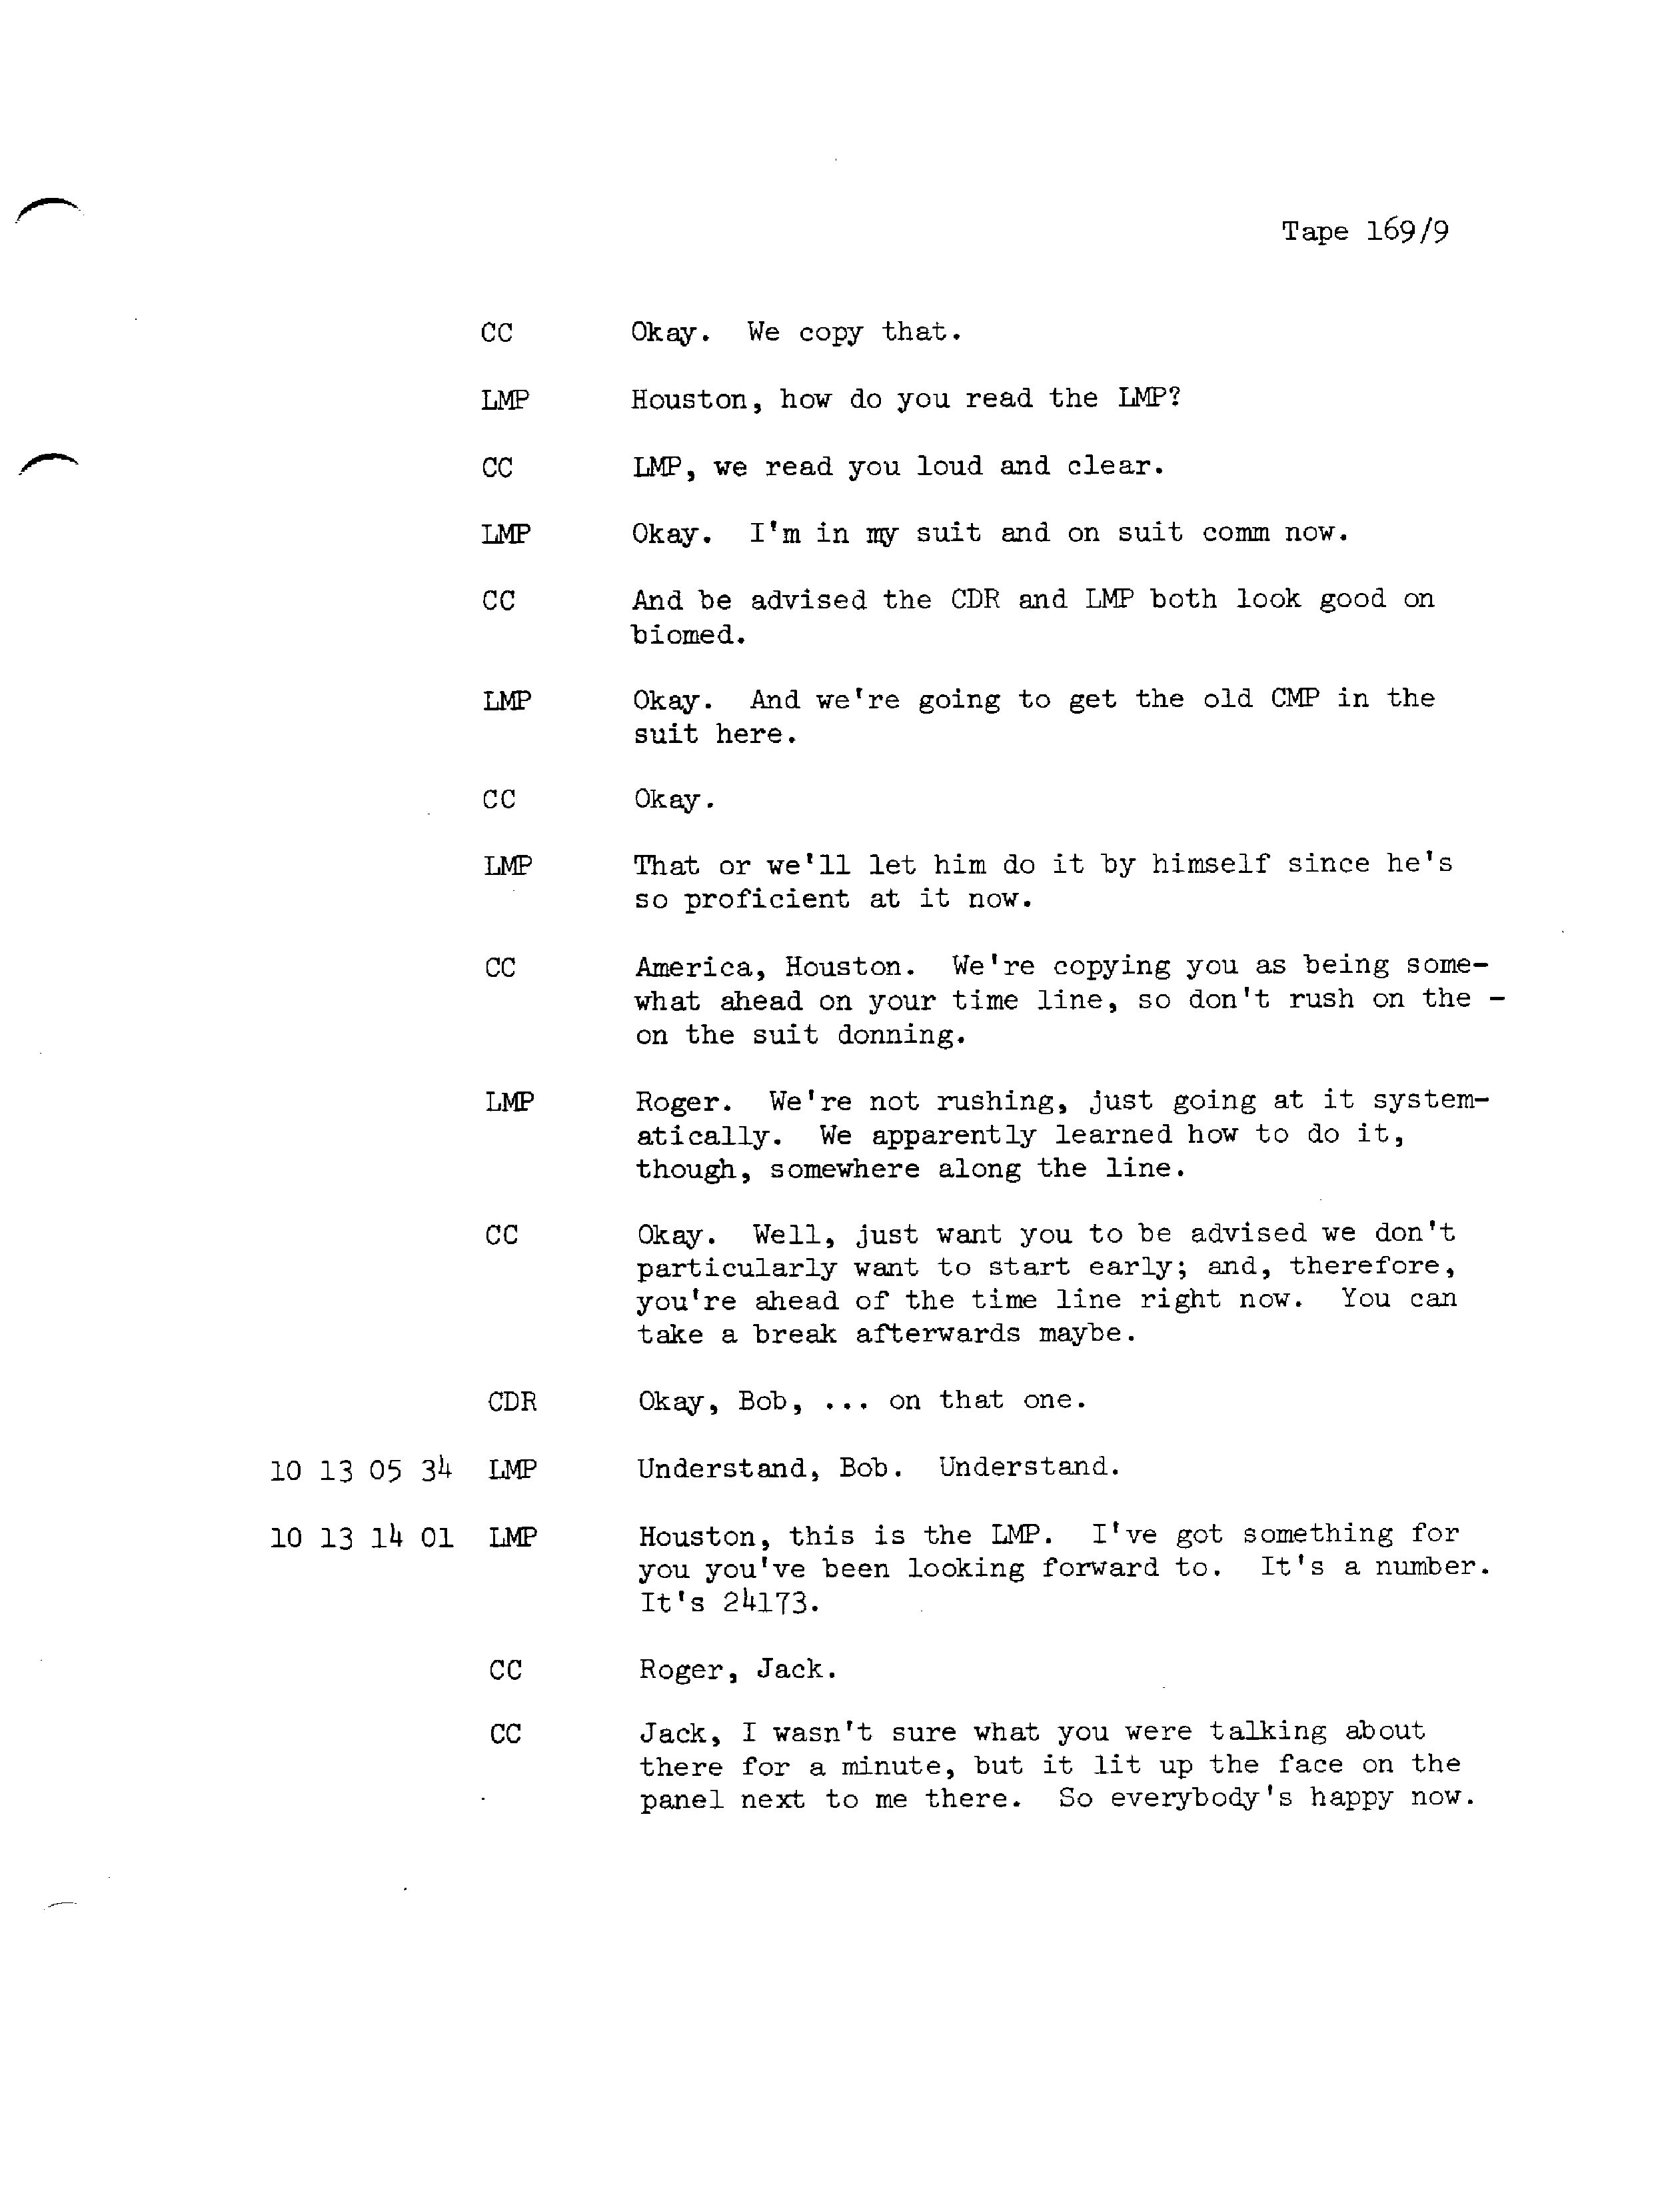 Tape 169/9
CC Okay. We copy that.
LMP Houston, how do you read the LMP?
CC LMP, we read you loud and clear.
LMP Okay. I'm in my suit and on suit comm now.
CC And be advised the CDR and LMP both look good on
biomed.
LMP Okay. And we're going to get the old CMP in the
suit here.
CC Okay.
LMP That or we'll let him do it by himself since he's
so proficient at it now.
CC America, Houston. We're copying you as being some-
what ahead on your time line, so don't rush on the -
on the suit donning.
LMP Roger. We're not rushing, just going at it system-
atically. We apparently learned how to do it,
though, somewhere along the line.
CC Okay. Well, just want you to be advised we don't
particularly want to start early; and, therefore,
you're ahead of the time line right now. You can
take a break afterwards maybe.
CDR Okay, Bob, ... on that one.
10 13 05 34 LMP Understand, Bob. Understand.
10 13 14 01 LMP Houston, this is the LMP. I've got something for
you you've been looking forward to. It's a number.
It's 24173.
CC Roger, Jack.
CC Jack, I wasn't sure what you were talking about
there for a minute, but it lit up the face on the
panel next to me there. So everybody's happy now.